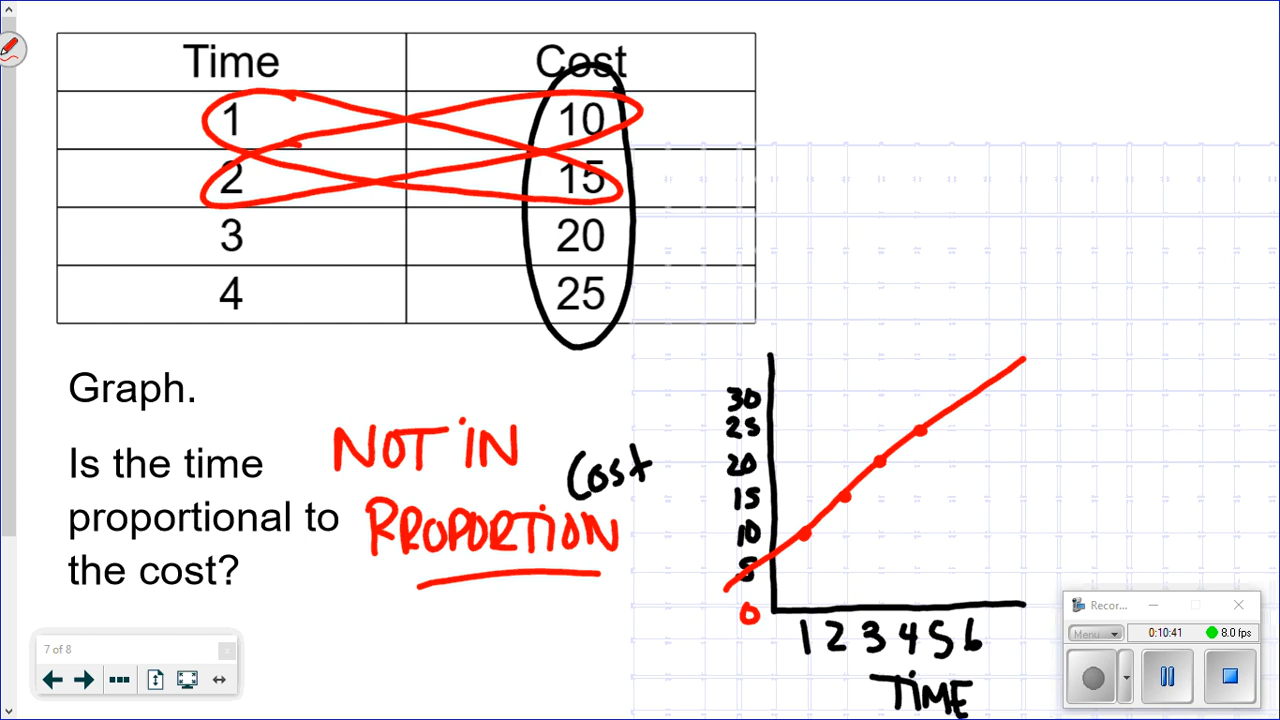 Time Cost
1 10
2 15
3 20
4 25
Graph.
Is the time
proportional to
the cost?
NOT IN
PROPORTION
Cost
30
25
20
15
10
5
0
1 2 3 4 5 6
TIME
7 of 8
Recor...
Menu
0:10:41
8.0 fps